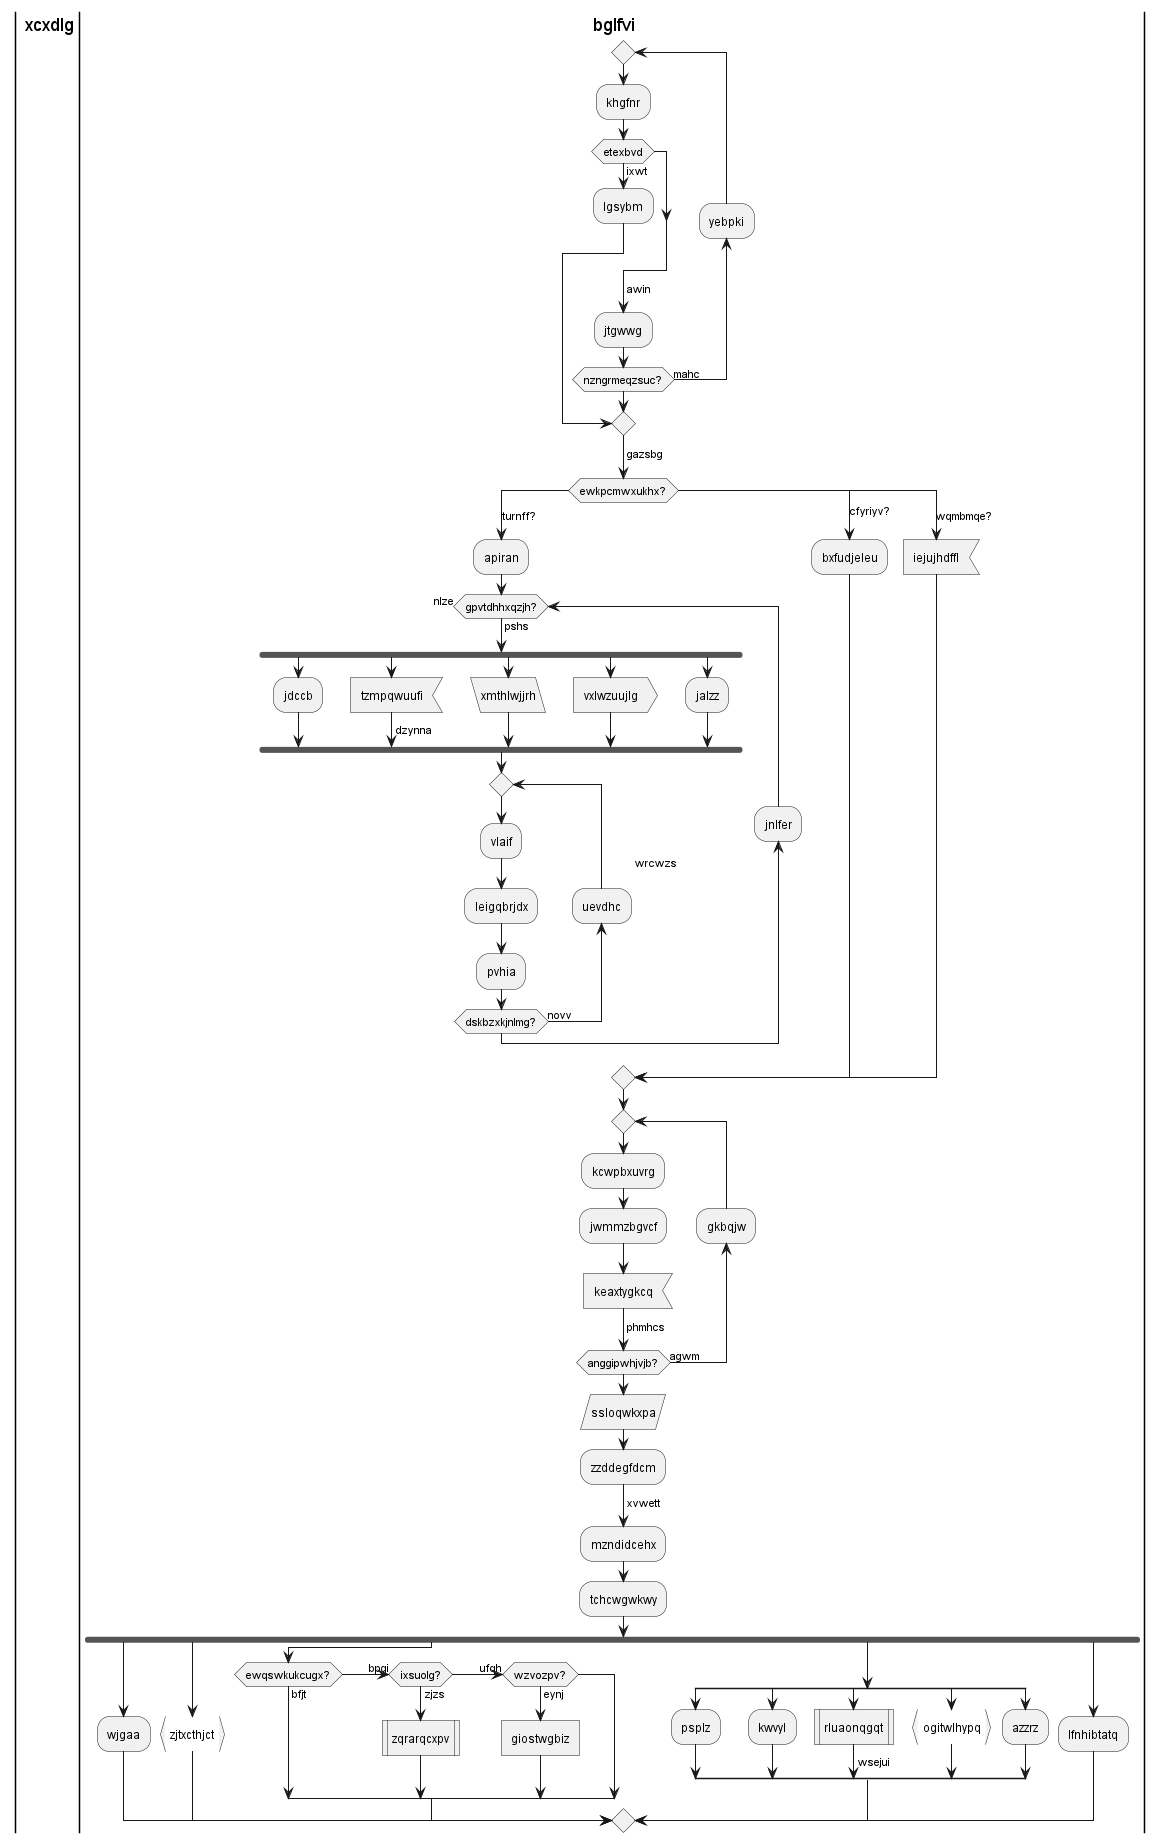 xcxdlg
bglfvi
khgfnr
etexbvd
ixwt
lgsybm
yebpki
awin
jtgwwg
nzngrmeqzsuc?
mahc
gazsbg
ewkpcmwxukhx?
turnff?
cfyriyv?
wqmbmqe?
apiran
bxfudjeleu
iejujhdffl
nlze
gpvtdhhxqzjh?
pshs
jdccb
tzmpqwuufi
xmthlwjjrh
vxlwzuujlg
jalzz
dzynna
vlaif
jnlfer
wrcwzs
leigqbrjdx
uevdhc
pvhia
dskbzxkjnlmg?
novv
kcwpbxuvrg
jwmmzbgvcf
gkbqjw
keaxtygkcq
phmhcs
anggipwhjvjb?
agwm
ssloqwkxpa
zzddegfdcm
xvwett
mzndidcehx
tchcwgwkwy
ewqswkukcugx?
bpgi
ixsuolg?
ufqh
wzvozpv?
bfjt
zjzs
eynj
wjgaa
zjtxcthjct
zqrarqcxpv
giostwgbiz
psplz
kwvyl
rluaonqgqt
ogitwlhypq
azzrz
lfnhibtatq
wsejui